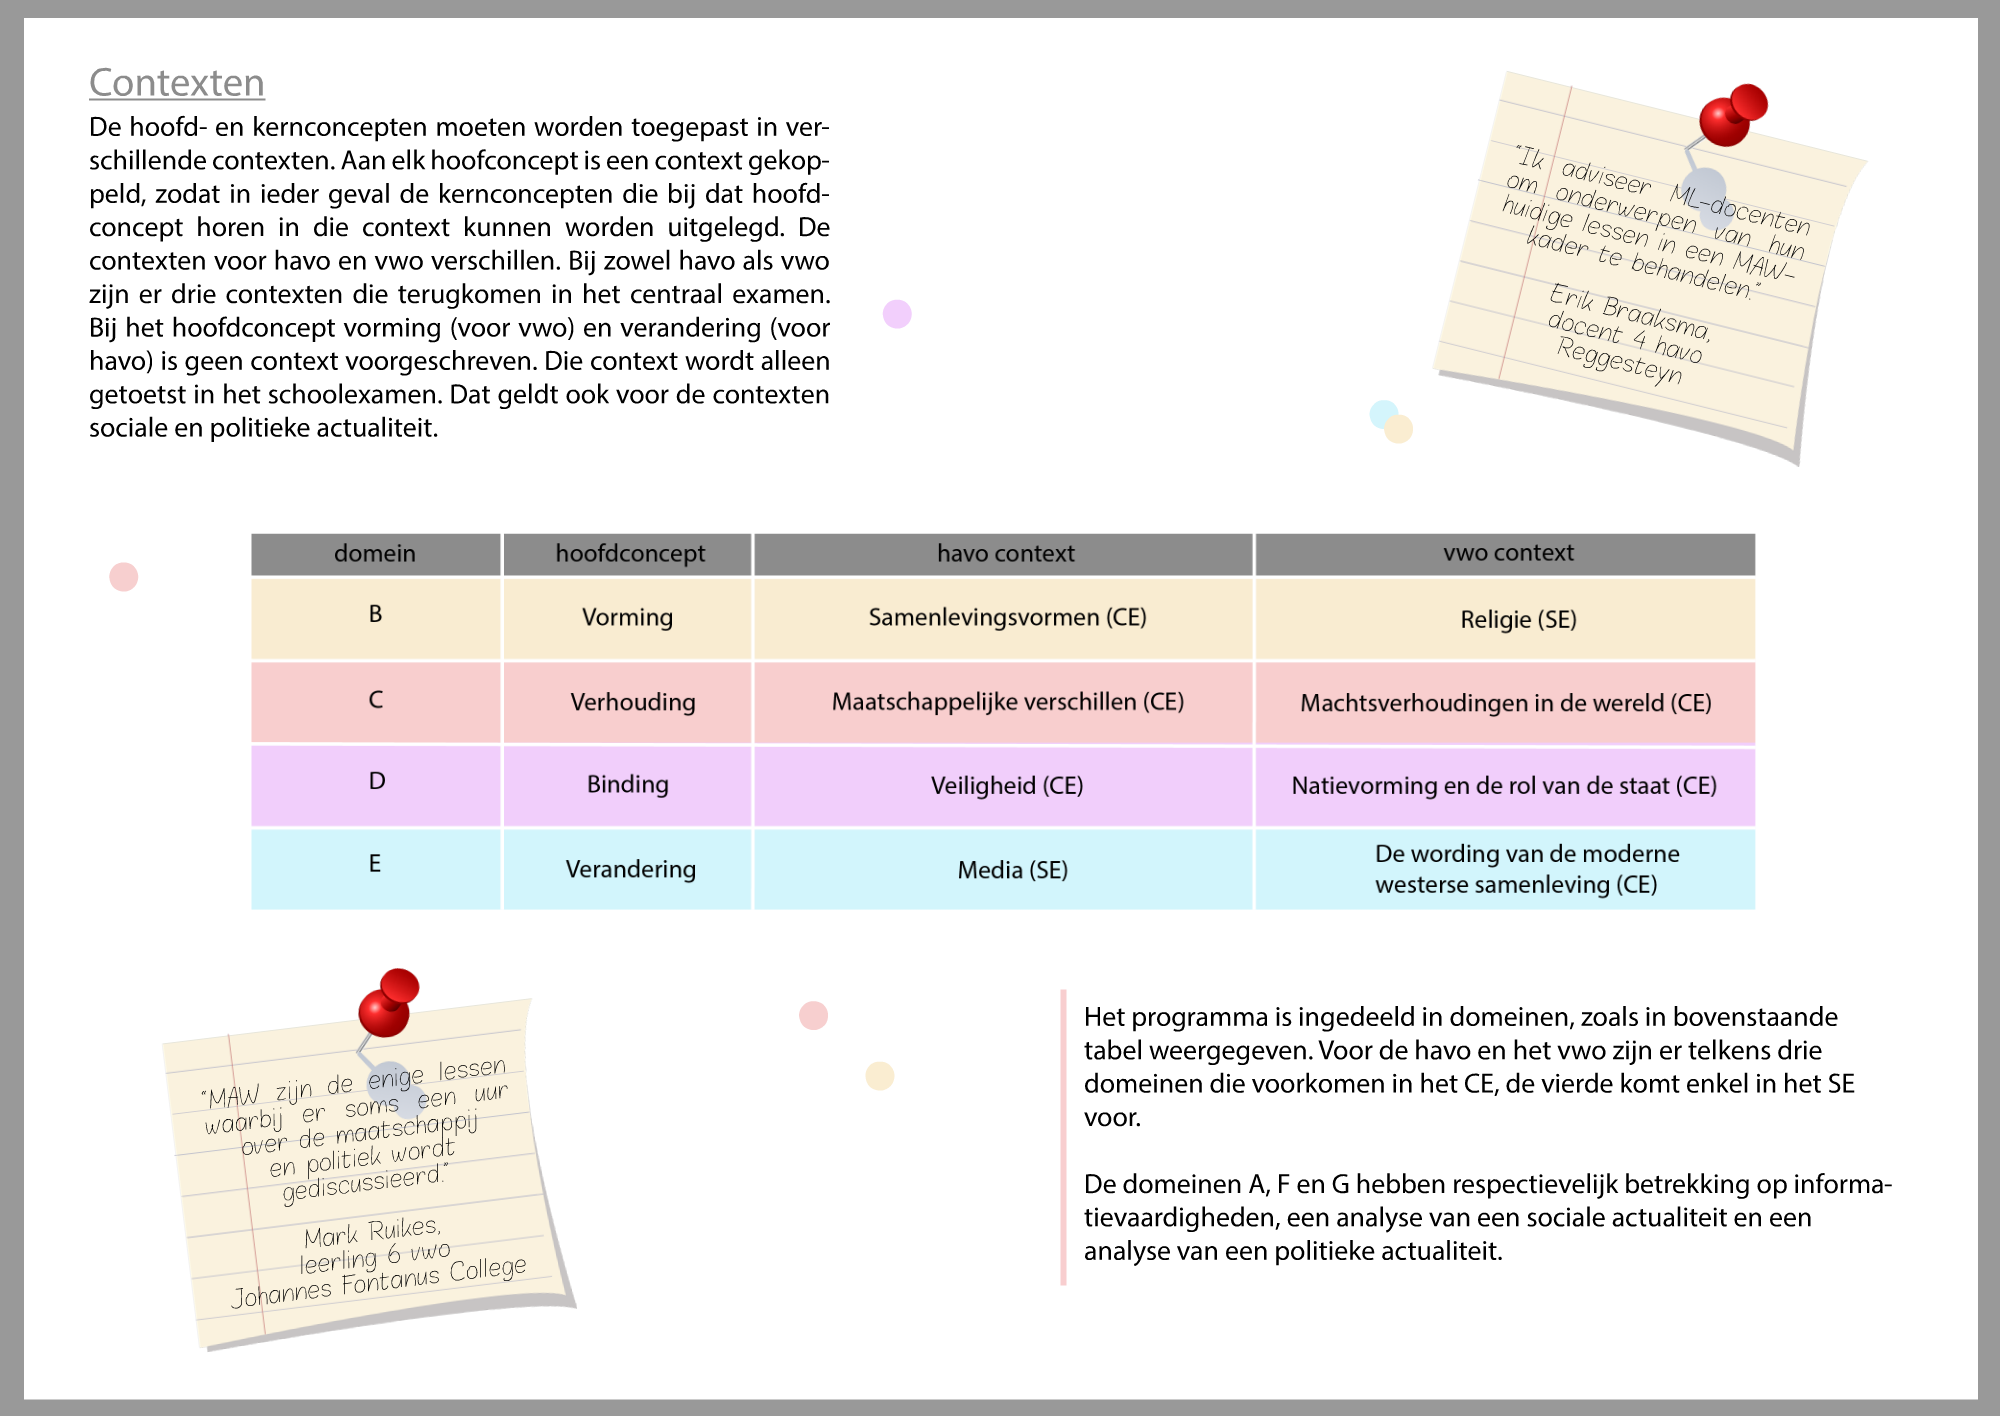 Contexten
De hoofd- en kernconcepten moeten worden toegepast in ver-
schillende contexten. Aan elk hoofconcept is een context gekop-
peld, zodat in ieder geval de kernconcepten die bij dat hoofd-
concept horen in die context kunnen worden uitgelegd. De
contexten voor havo en vwo verschillen. Bij zowel havo als vwo
zijn er drie contexten die terugkomen in het centraal examen.
Bij het hoofdconcept vorming (voor vwo) en verandering (voor
havo) is geen context voorgeschreven. Die context wordt alleen
getoetst in het schoolexamen. Dat geldt ook voor de contexten
sociale en politieke actualiteit.
“Ik adviseer ML-docenten
om onderwerpen van hun
huidige lessen in een MAW-
kader te behandelen.”
Erik Braaksma,
docent 4 havo
Reggesteyn
domein hoofdconcept havo context vwo context
B Vorming Samenlevingsvormen (CE) Religie (SE)
C Verhouding Maatschappelijke verschillen (CE) Machtsverhoudingen in de wereld (CE)
D Binding Veiligheid (CE) Natievorming en de rol van de staat (CE)
E Verandering Media (SE) De wording van de moderne
westerse samenleving (CE)
“MAW zijn de enige lessen
waarbij er soms een uur
over de maatschappij
en politiek wordt
gediscussieerd.”
Mark Ruikes,
leerling 6 vwo
Johannes Fontanus College
Het programma is ingedeeld in domeinen, zoals in bovenstaande
tabel weergegeven. Voor de havo en het vwo zijn er telkens drie
domeinen die voorkomen in het CE, de vierde komt enkel in het SE
voor.
De domeinen A, F en G hebben respectievelijk betrekking op informa-
tievaardigheden, een analyse van een sociale actualiteit en een
analyse van een politieke actualiteit.